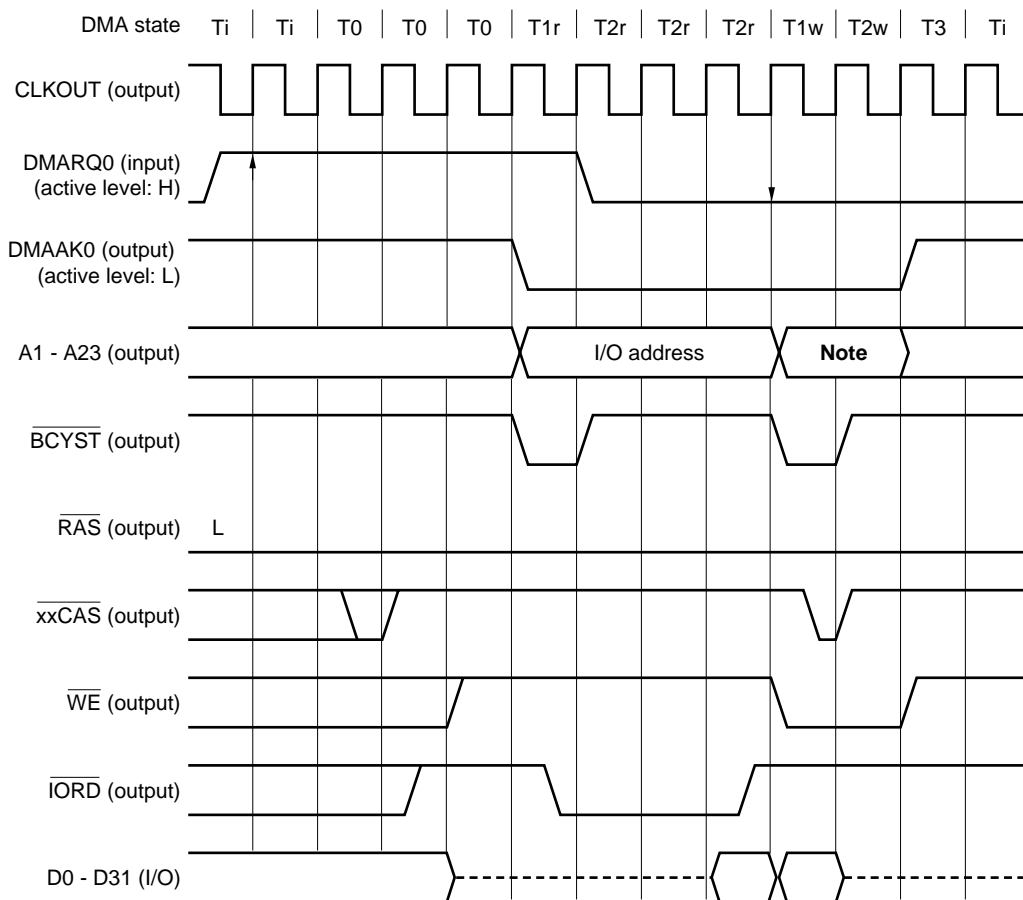 DMA state Ti Ti T0 T0 T0 T1r T2r T2r T2r T1w T2w T3 Ti
CLKOUT (output)
DMARQ0 (input)
(active level: H)
DMAAK0 (output)
(active level: L)
A1 - A23 (output) I/O address Note
BCYST (output)
RAS (output) L
xxCAS (output)
WE (output)
IORD (output)
D0 - D31 (I/O)